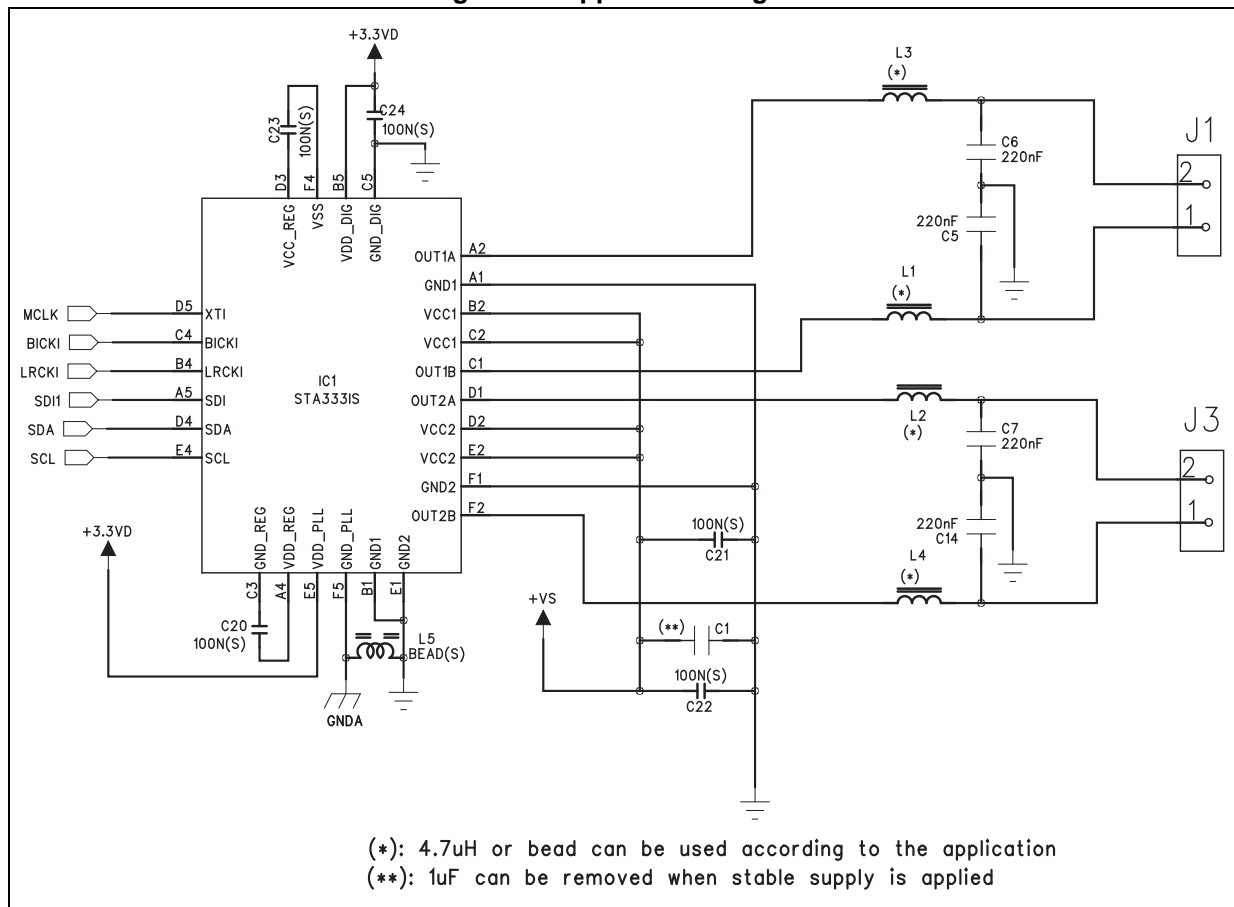 +3.3VD
L3
(*)
C24
100N(S)
C23
100N(S)
C6
220nF
J1
2
1
220nF
C5
D3
F4
B5
C5
VCC_REG
VSS
VDD_DIG
GND_DIG
L1
(*)
OUT1A A2
GND1 A1
VCC1 B2
VCC1 C2
OUT1B C1
OUT2A D1
VCC2 D2
VCC2 E2
GND2 F1
OUT2B F2
MCLK D5 XTI
BICKI C4 BICKI
LRCKI B4 LRCKI
SDI1 A5 SDI
SDA D4 SDA
SCL E4 SCL
IC1
STA333IS
L2
(*)
C7
220nF
J3
2
1
220nF
C14
L4
(*)
+3.3VD
GND_REG
VDD_REG
VDD_PLL
GND_PLL
GND1
GND2
C3
A4
E5
F5
B1
E1
C20
100N(S)
L5
BEAD(S)
GNDA
100N(S)
C21
+VS
(**)
C1
100N(S)
C22
(*): 4.7uH or bead can be used according to the application
(**): 1uF can be removed when stable supply is applied